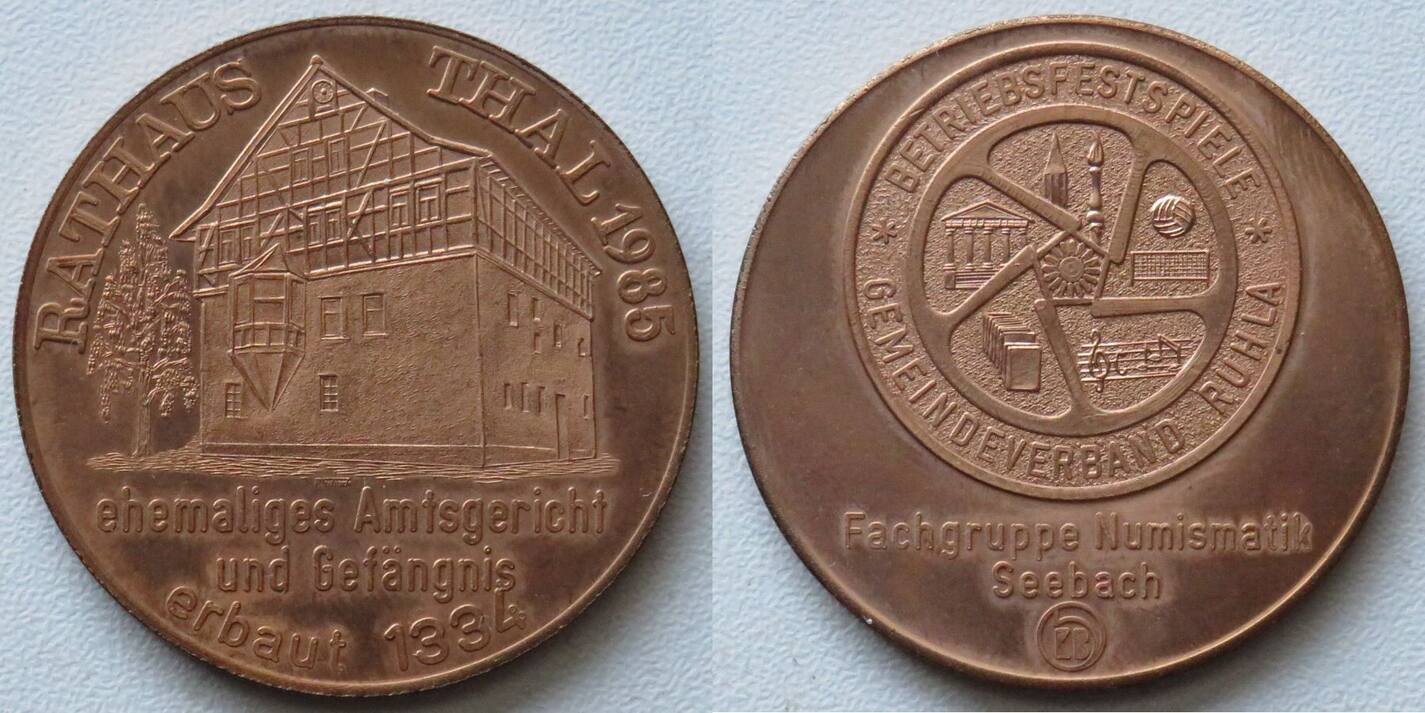 RATHAUS THAL 1985
ehemaliges Amtsgericht
und Gefängnis
erbaut 1334
* BETRIEBSFESTSPIELE *
GEMEINDEVERBAND RUHLA
Fachgruppe Numismatik
Seebach